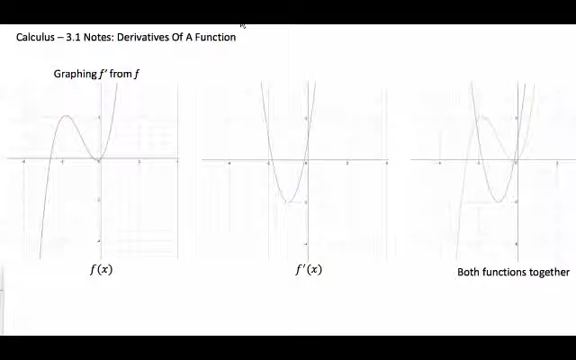 Calculus – 3.1 Notes: Derivatives Of A Function
Graphing f' from f
f(x)
f'(x)
Both functions together